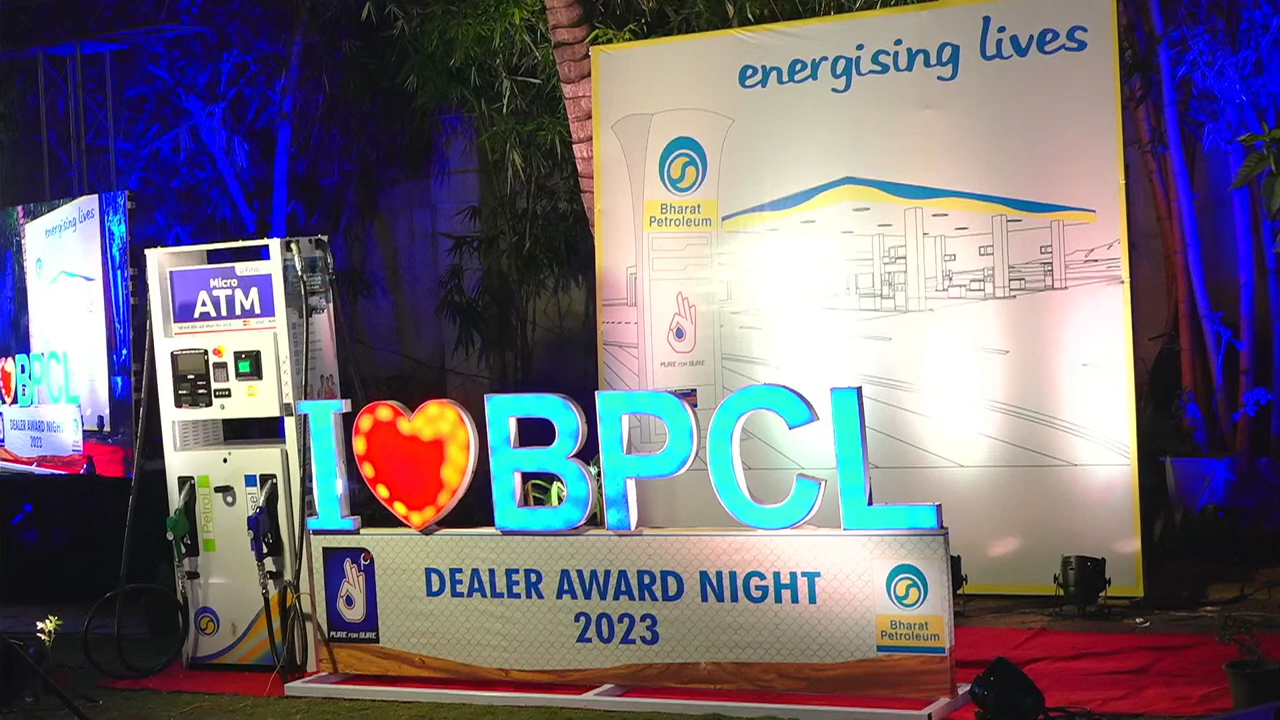 energising lives
Bharat
Petroleum
PURE FOR SURE
energising lives
BPCL
DEALER AWARD NIGHT
2023
Micro
ATM
Petrol
I BPCL
DEALER AWARD NIGHT
2023
PURE FOR SURE
Bharat
Petroleum